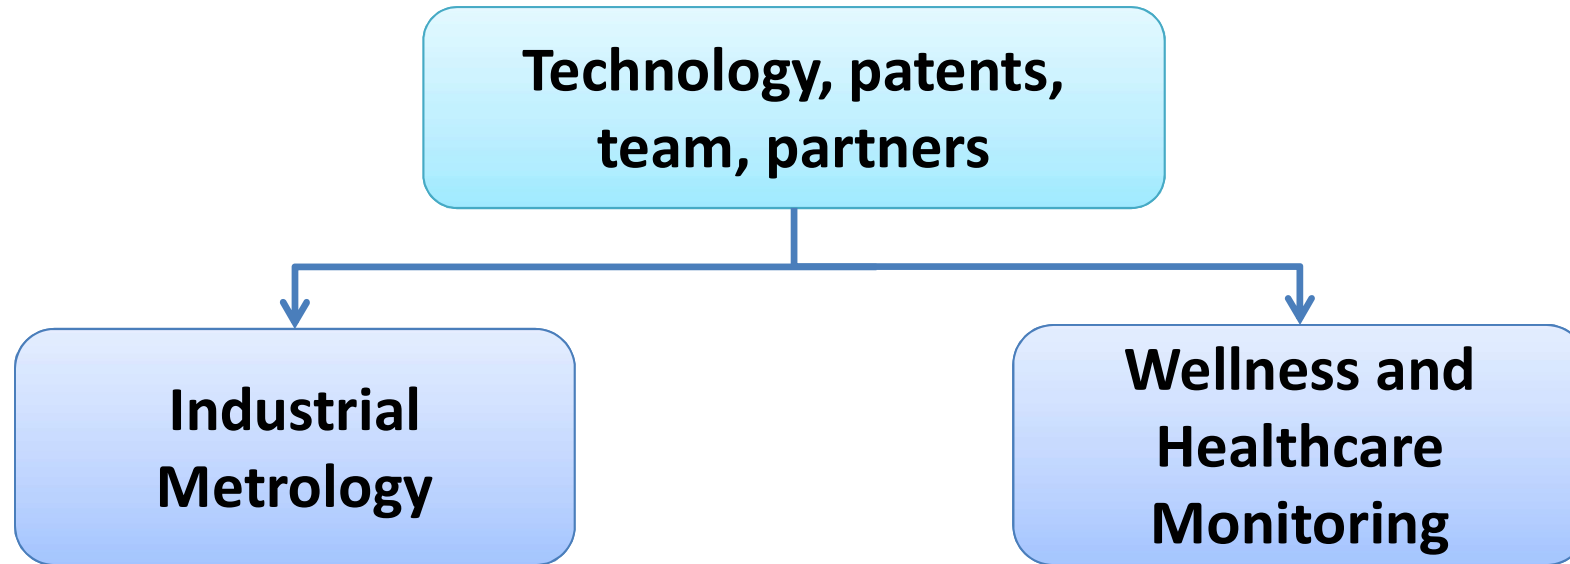 Technology, patents,
team, partners
Industrial
Metrology
Wellness and
Healthcare
Monitoring